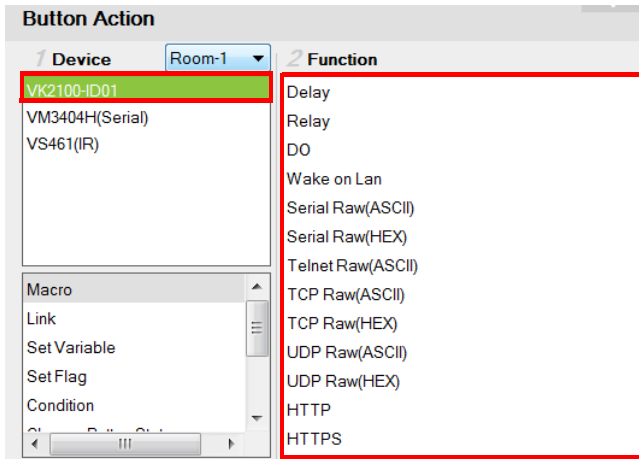 Button Action
1 Device
Room-1
VK2100-ID01
VM3404H(Serial)
VS461(IR)
Macro
Link
Set Variable
Set Flag
Condition
2 Function
Delay
Relay
DO
Wake on Lan
Serial Raw(ASCII)
Serial Raw(HEX)
Telnet Raw(ASCII)
TCP Raw(ASCII)
TCP Raw(HEX)
UDP Raw(ASCII)
UDP Raw(HEX)
HTTP
HTTPS